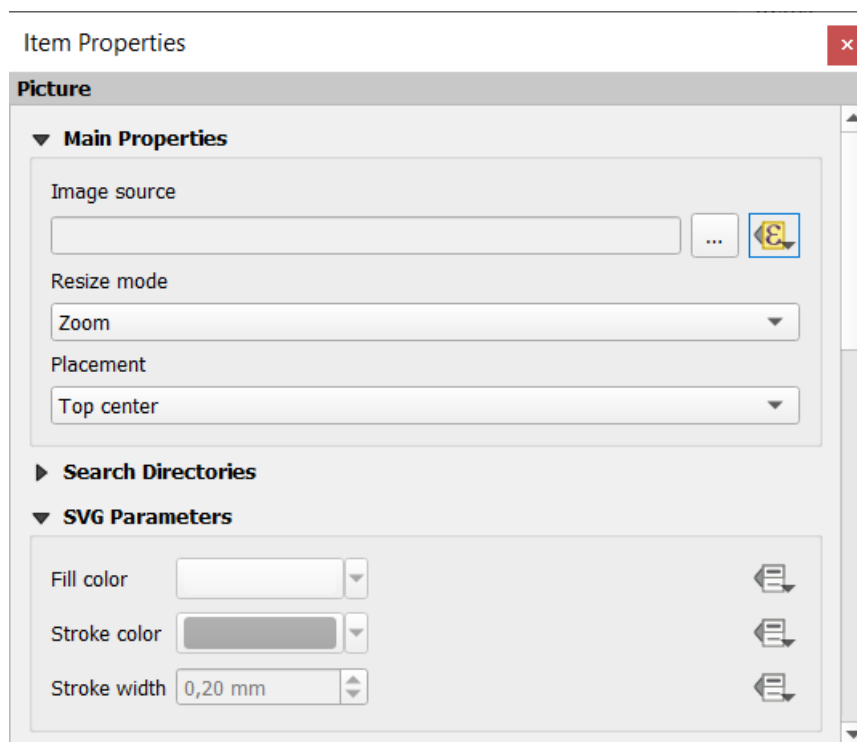 Item Properties
Picture
Main Properties
Image source
...
ε
Resize mode
Zoom
Placement
Top center
Search Directories
SVG Parameters
Fill color
Stroke color
Stroke width 0,20 mm